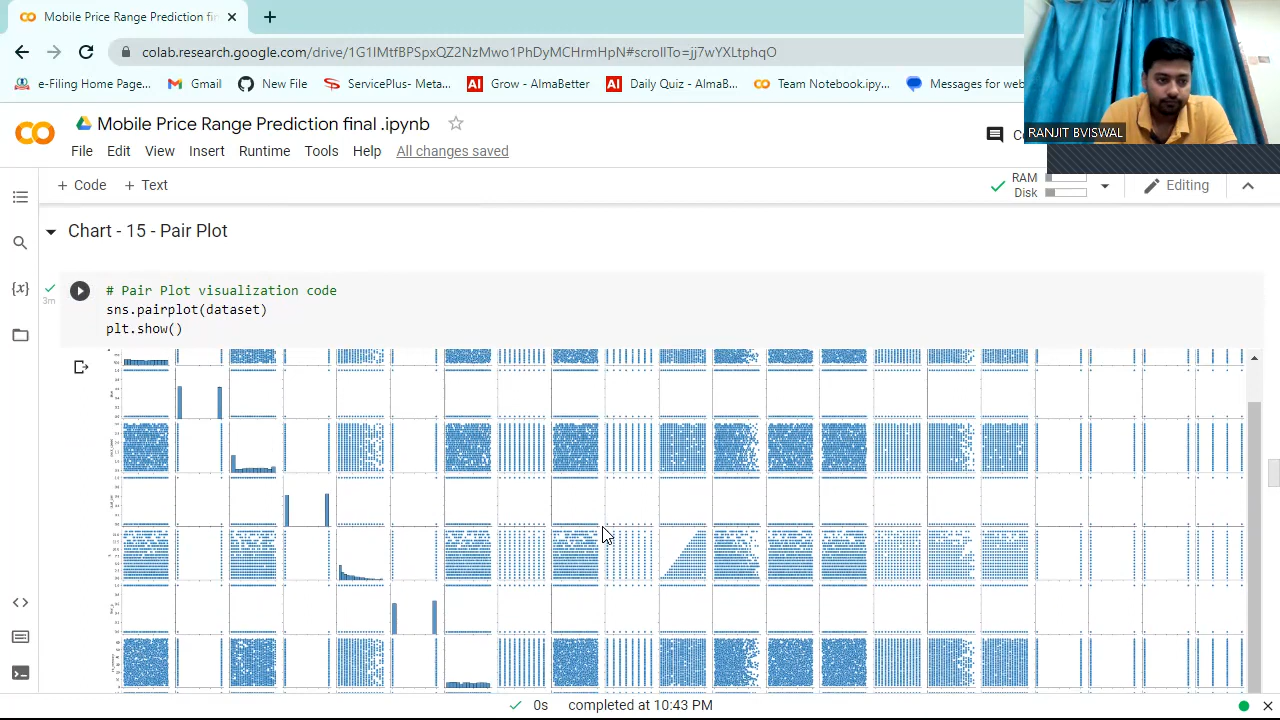 Mobile Price Range Prediction fin
colab.research.google.com/drive/1G1IMtfBPSpxQZ2NzMwo1PhDyMCHrmHpN#scrollTo=jj7wYXLtphqO
e-Filing Home Page...
Gmail
New File
ServicePlus- Meta...
Grow - AlmaBetter
Daily Quiz - AlmaB...
Team Notebook.ipy...
Messages for web
RANJIT BVISWAL
Mobile Price Range Prediction final .ipynb
File Edit View Insert Runtime Tools Help All changes saved
+ Code + Text
RAM
Disk
Editing
Chart - 15 - Pair Plot
3m
# Pair Plot visualization code
sns.pairplot(dataset)
plt.show()
0s completed at 10:43 PM